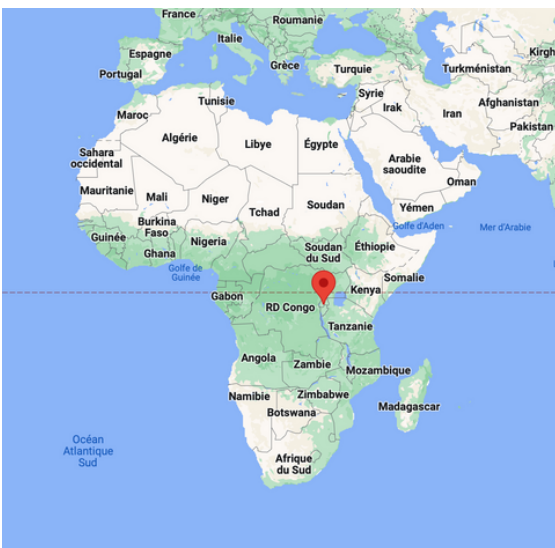 France
Roumanie
Italie
Espagne
Grèce
Portugal
Turquie
Turkménistan
Kirgh
Tunisie
Syrie
Afghanistan
Maroc
Irak
Iran
Pakistan
Algérie
Libye
Égypte
Sahara
occidental
Arabie
saoudite
Oman
Mauritanie
Mali
Niger
Tchad
Soudan
Yémen
Burkina
Faso
Golfe d'Aden
Mer d'Arabie
Guinée
Nigeria
Ghana
Soudan
du Sud
Éthiopie
Golfe de
Guinée
Somalie
Gabon
Kenya
RD Congo
Tanzanie
Angola
Zambie
Mozambique
Namibie
Zimbabwe
Botswana
Madagascar
Océan
Atlantique
Sud
Afrique
du Sud